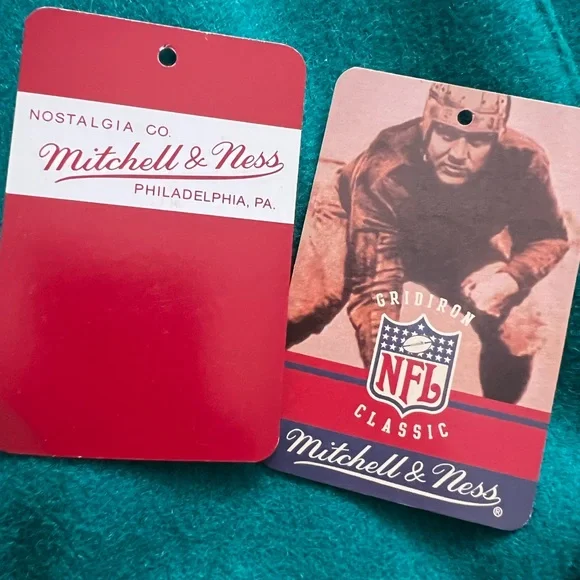 NOSTALGIA CO.
Mitchell & Ness
PHILADELPHIA, PA.
GRIDIRON
NFL
CLASSIC
Mitchell & Ness®